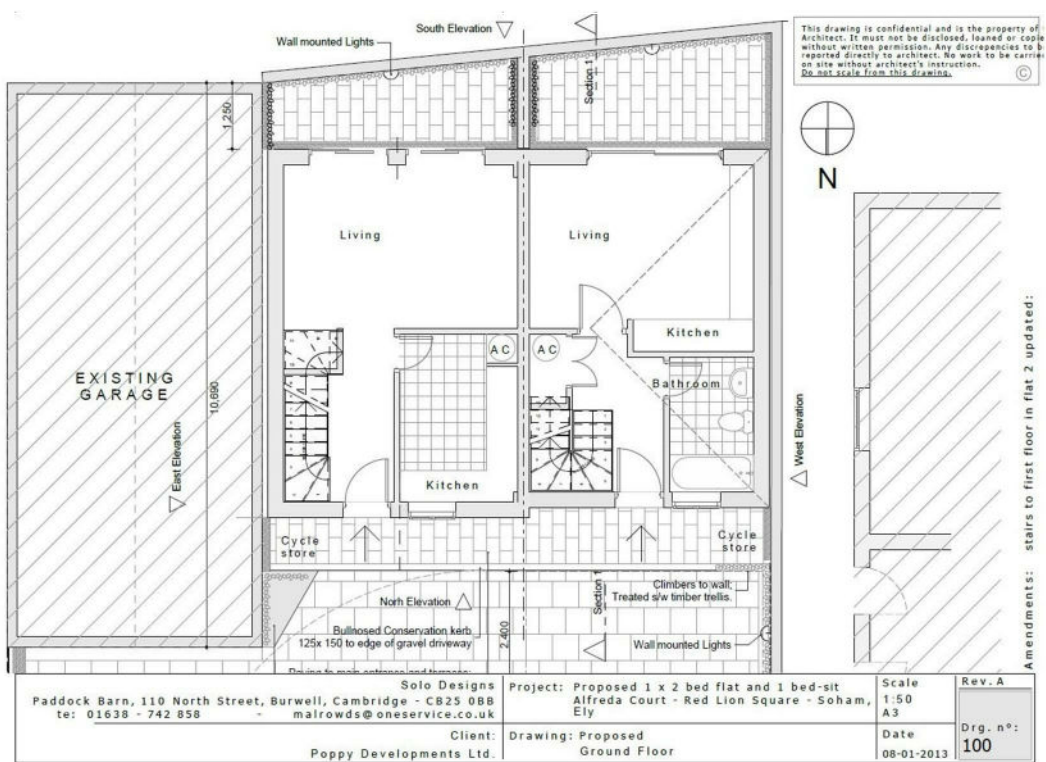 South Elevation
Wall mounted Lights
Section 1
This drawing is confidential and is the property of
Architect. It must not be disclosed, loaned or copie
without written permission. Any discrepencies to b
reported directly to architect. No work to be carrie
on site without architect's instruction.
Do not scale from this drawing.
©
1,250
N
Living
Living
Kitchen
AC
AC
Bathroom
EXISTING
GARAGE
10,690
East Elevation
West Elevation
Kitchen
Cycle
store
Cycle
store
Climbers to wall;
Treated s/w timber trellis.
Norh Elevation
Section 1
Bullnosed Conservation kerb
125x 150 to edge of gravel driveway
2,400
Wall mounted Lights
Paving to main entrance and terraces:
Amendments: stairs to first floor in flat 2 updated:
Solo Designs
Paddock Barn, 110 North Street, Burwell, Cambridge - CB25 0BB
te: 01638 - 742 858 - malrowds@oneservice.co.uk
Client:
Poppy Developments Ltd.
Project: Proposed 1 x 2 bed flat and 1 bed-sit
Alfreda Court - Red Lion Square - Soham,
Ely
Drawing: Proposed
Ground Floor
Scale
1:50
A3
Date
08-01-2013
Rev. A
Drg. nº:
100